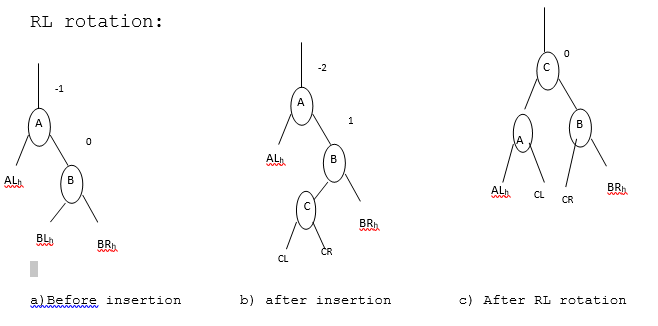 RL rotation:
-1
A
0
ALh
B
BLh
BRh
a)Before insertion
-2
A
1
ALh
B
C
BRh
CL
CR
b) after insertion
0
C
A
B
ALh
CL
CR
BRh
c) After RL rotation